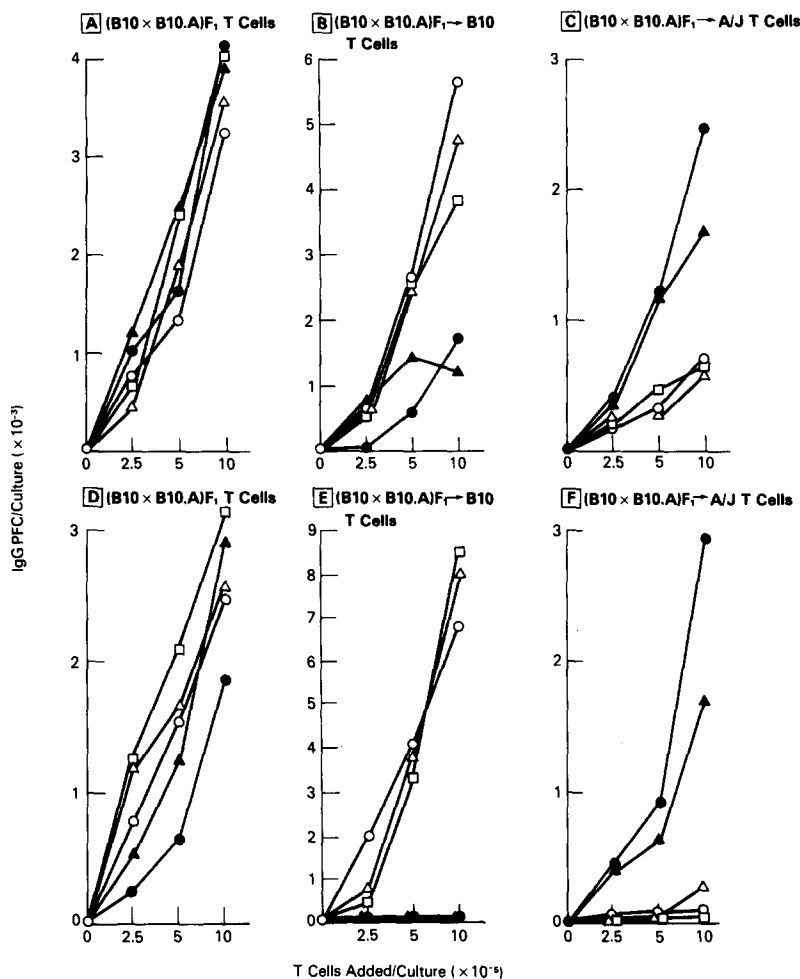 A (B10 × B10.A)F₁ T Cells
B (B10 × B10.A)F₁→ B10
T Cells
C (B10 × B10.A)F₁→ A/J T Cells
4
3
2
1
0
0 2.5 5 10
6
5
4
3
2
1
0
0 2.5 5 10
3
2
1
0
0 2.5 5 10
IgG PFC/Culture (× 10⁻³)
D (B10 × B10.A)F₁ T Cells
E (B10 × B10.A)F₁→ B10
T Cells
F (B10 × B10.A)F₁→ A/J T Cells
3
2
1
0
0 2.5 5 10
9
8
7
6
5
4
3
2
1
0
0 2.5 5 10
3
2
1
0
0 2.5 5 10
T Cells Added/Culture (× 10⁻⁵)